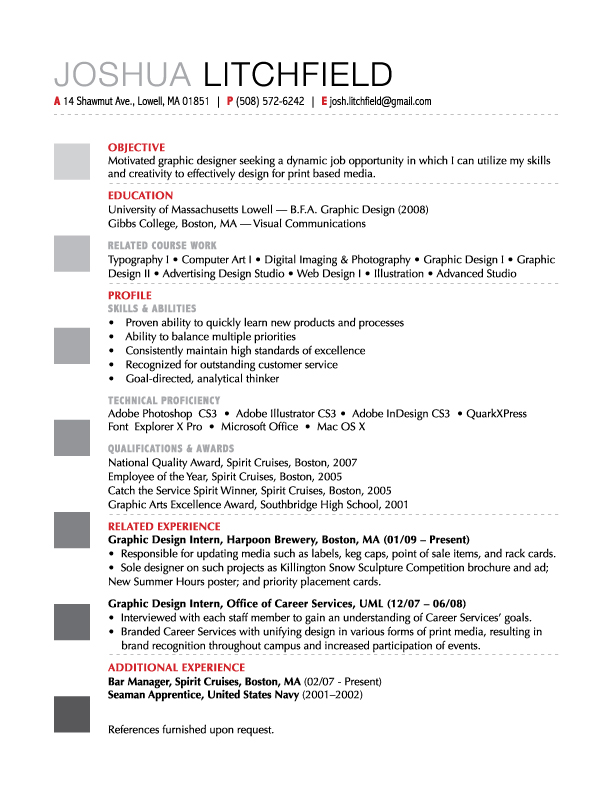 JOSHUA LITCHFIELD
A 14 Shawmut Ave., Lowell, MA 01851 | P (508) 572-6242 | E josh.litchfield@gmail.com
OBJECTIVE
Motivated graphic designer seeking a dynamic job opportunity in which I can utilize my skills
and creativity to effectively design for print based media.
EDUCATION
University of Massachusetts Lowell — B.F.A. Graphic Design (2008)
Gibbs College, Boston, MA — Visual Communications
RELATED COURSE WORK
Typography I • Computer Art I • Digital Imaging & Photography • Graphic Design I • Graphic
Design II • Advertising Design Studio • Web Design I • Illustration • Advanced Studio
PROFILE
SKILLS & ABILITIES
• Proven ability to quickly learn new products and processes
• Ability to balance multiple priorities
• Consistently maintain high standards of excellence
• Recognized for outstanding customer service
• Goal-directed, analytical thinker
TECHNICAL PROFICIENCY
Adobe Photoshop CS3 • Adobe Illustrator CS3 • Adobe InDesign CS3 • QuarkXPress
Font Explorer X Pro • Microsoft Office • Mac OS X
QUALIFICATIONS & AWARDS
National Quality Award, Spirit Cruises, Boston, 2007
Employee of the Year, Spirit Cruises, Boston, 2005
Catch the Service Spirit Winner, Spirit Cruises, Boston, 2005
Graphic Arts Excellence Award, Southbridge High School, 2001
RELATED EXPERIENCE
Graphic Design Intern, Harpoon Brewery, Boston, MA (01/09 – Present)
• Responsible for updating media such as labels, keg caps, point of sale items, and rack cards.
• Sole designer on such projects as Killington Snow Sculpture Competition brochure and ad;
New Summer Hours poster; and priority placement cards.
Graphic Design Intern, Office of Career Services, UML (12/07 – 06/08)
• Interviewed with each staff member to gain an understanding of Career Services’ goals.
• Branded Career Services with unifying design in various forms of print media, resulting in
brand recognition throughout campus and increased participation of events.
ADDITIONAL EXPERIENCE
Bar Manager, Spirit Cruises, Boston, MA (02/07 - Present)
Seaman Apprentice, United States Navy (2001–2002)
References furnished upon request.